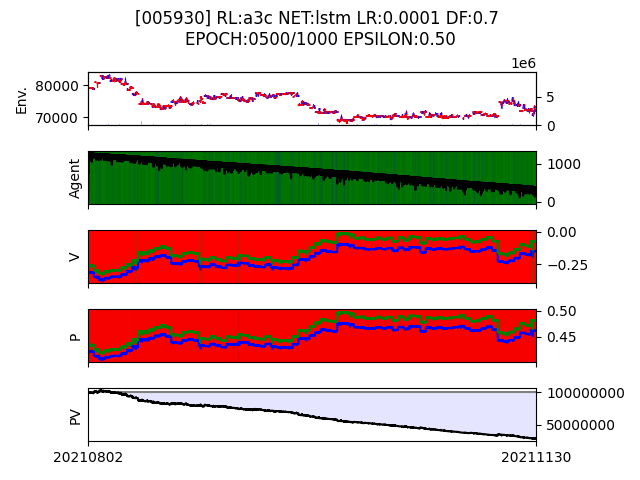 [005930] RL:a3c NET:lstm LR:0.0001 DF:0.7
EPOCH:0500/1000 EPSILON:0.50
1e6
Env.
80000
70000
5
0
Agent
1000
0
V
0.00
−0.25
P
0.50
0.45
PV
100000000
50000000
20210802
20211130